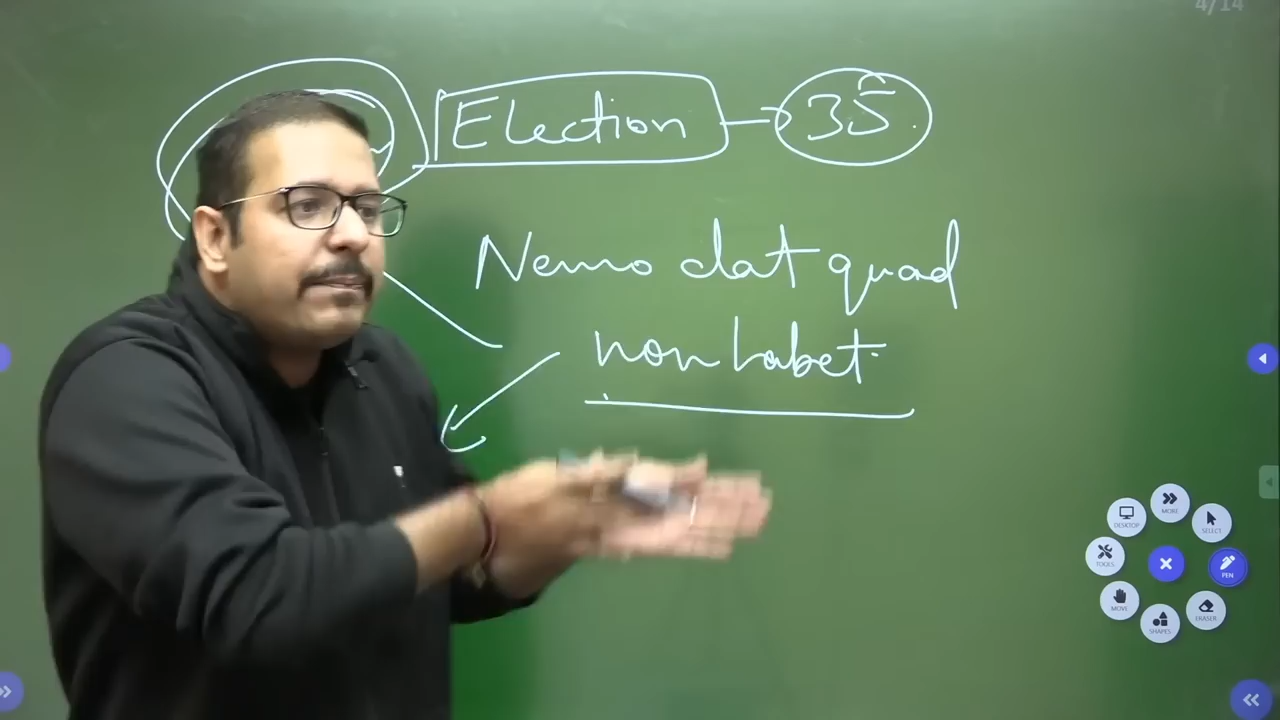 4/14
Election 35
Nemo dat quod
non habet.
MORE
DESKTOP
SELECT
TOOLS
PEN
MOVE
ERASER
SHAPES